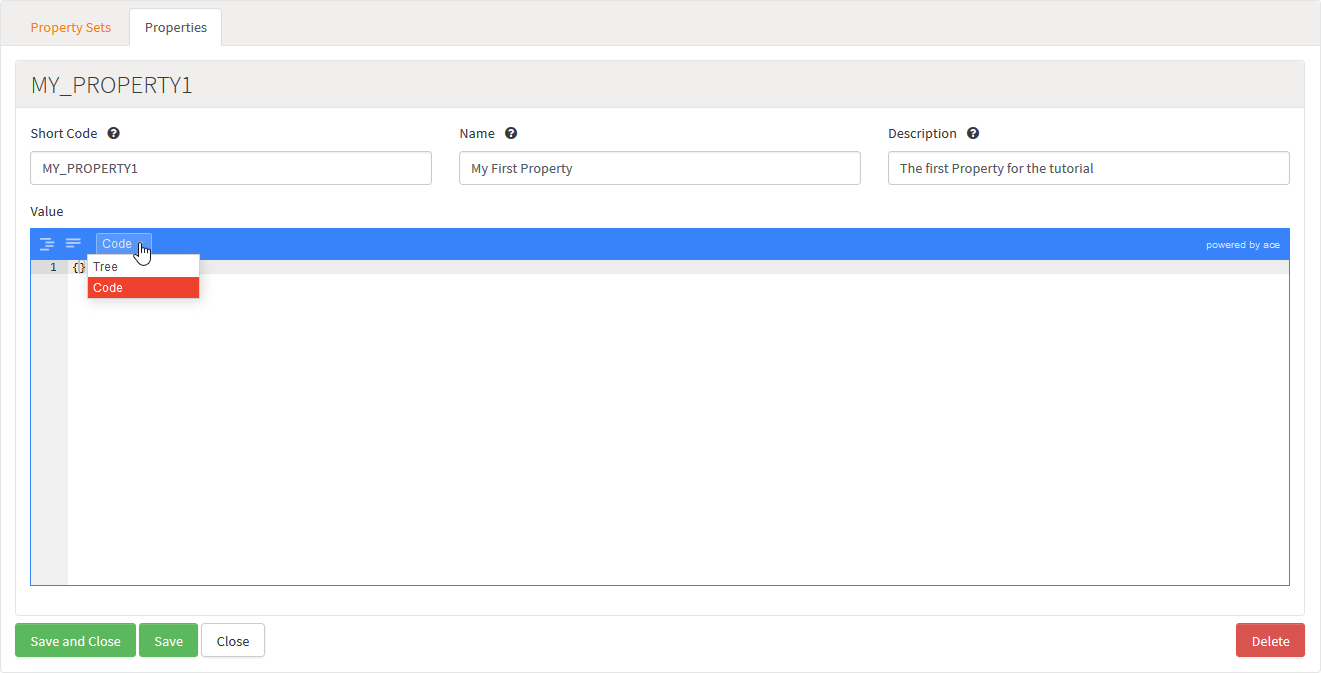 Property Sets Properties
MY_PROPERTY1
Short Code Name Description
MY_PROPERTY1 My First Property The first Property for the tutorial
Value
Code powered by ace
1 {}
Tree
Code
Save and Close Save Close Delete